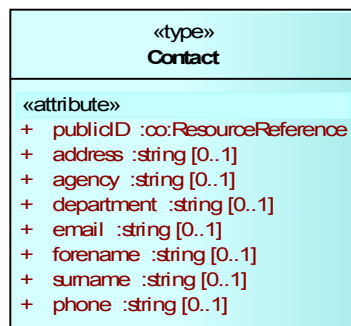 «type»
Contact
«attribute»
+ publicID :co:ResourceReference
+ address :string [0..1]
+ agency :string [0..1]
+ department :string [0..1]
+ email :string [0..1]
+ forename :string [0..1]
+ surname :string [0..1]
+ phone :string [0..1]